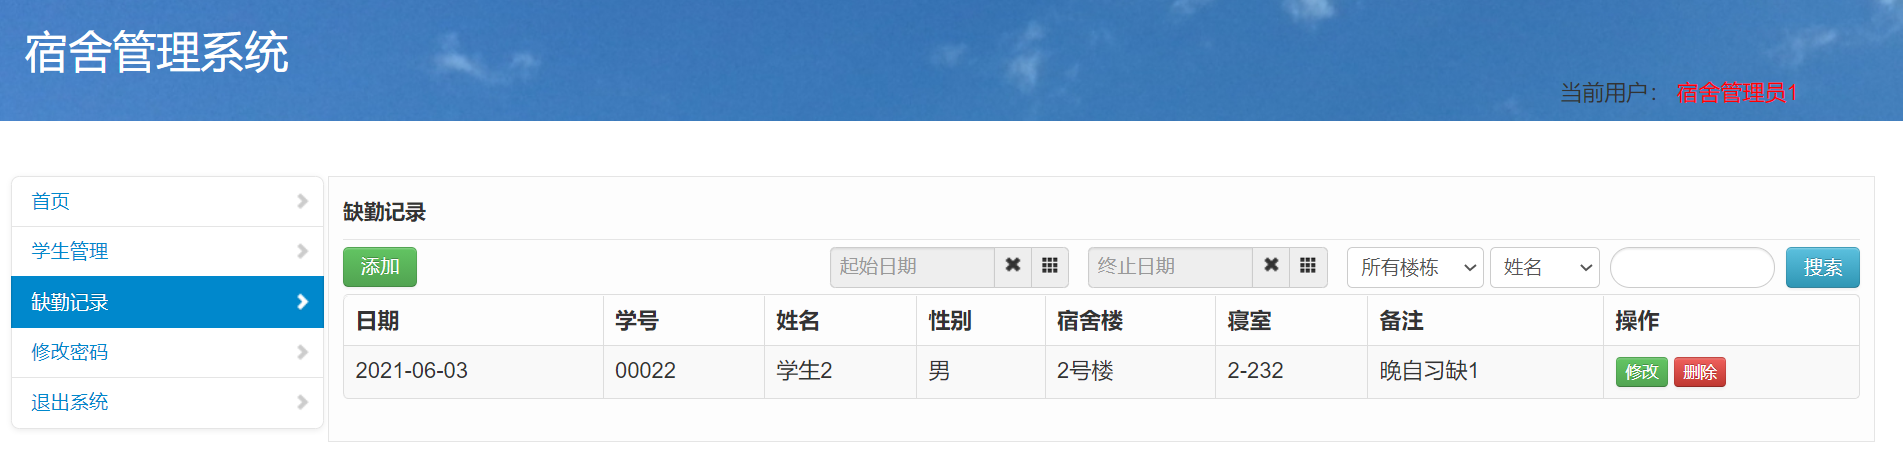 宿舍管理系统
当前用户： 宿舍管理员1
首页
学生管理
缺勤记录
修改密码
退出系统
缺勤记录
添加 起始日期 终止日期 所有楼栋 姓名 搜索
日期 学号 姓名 性别 宿舍楼 寝室 备注 操作
2021-06-03 00022 学生2 男 2号楼 2-232 晚自习缺1 修改 删除